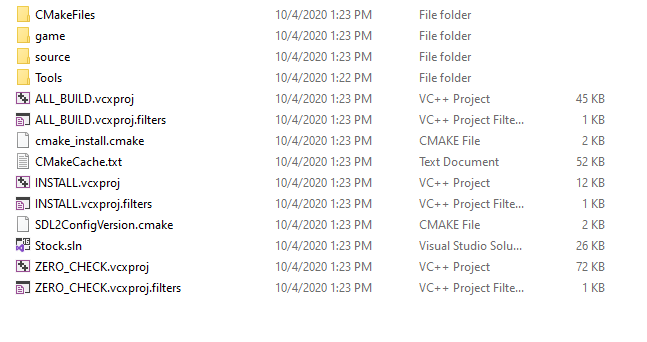 CMakeFiles 10/4/2020 1:23 PM File folder
game 10/4/2020 1:23 PM File folder
source 10/4/2020 1:23 PM File folder
Tools 10/4/2020 1:22 PM File folder
ALL_BUILD.vcxproj 10/4/2020 1:23 PM VC++ Project 45 KB
ALL_BUILD.vcxproj.filters 10/4/2020 1:23 PM VC++ Project Filte... 1 KB
cmake_install.cmake 10/4/2020 1:23 PM CMAKE File 2 KB
CMakeCache.txt 10/4/2020 1:23 PM Text Document 52 KB
INSTALL.vcxproj 10/4/2020 1:23 PM VC++ Project 12 KB
INSTALL.vcxproj.filters 10/4/2020 1:23 PM VC++ Project Filte... 1 KB
SDL2ConfigVersion.cmake 10/4/2020 1:23 PM CMAKE File 2 KB
Stock.sln 10/4/2020 1:23 PM Visual Studio Solu... 26 KB
ZERO_CHECK.vcxproj 10/4/2020 1:23 PM VC++ Project 72 KB
ZERO_CHECK.vcxproj.filters 10/4/2020 1:23 PM VC++ Project Filte... 1 KB